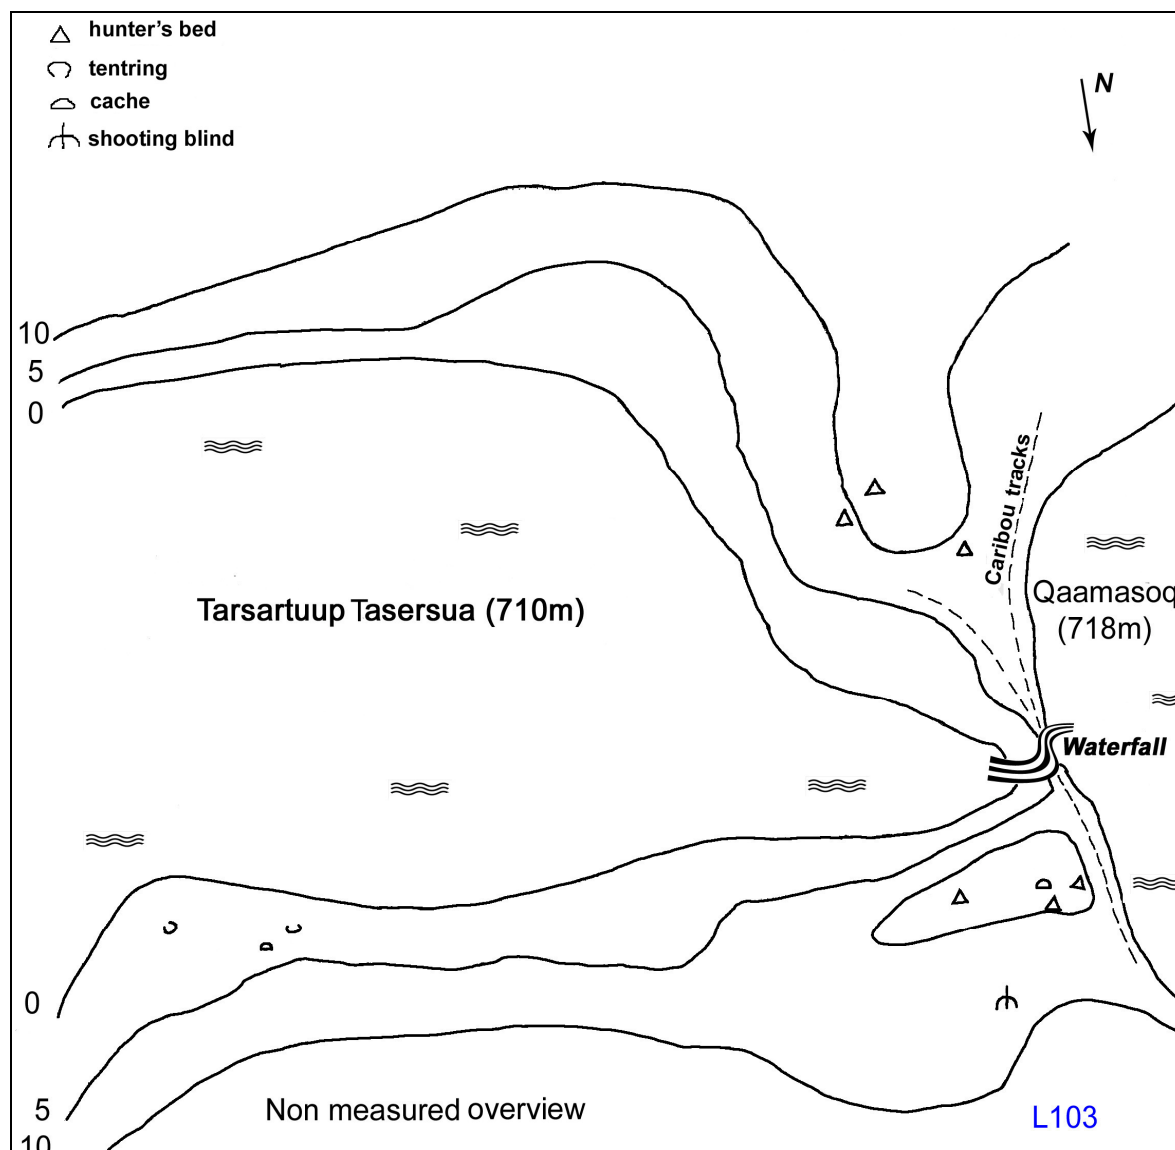 hunter's bed
tentring
cache
shooting blind
N
10
5
0
Caribou tracks
Tarsartuup Tasersua (710m)
Qaamasoq
(718m)
Waterfall
0
5
10
Non measured overview
L103